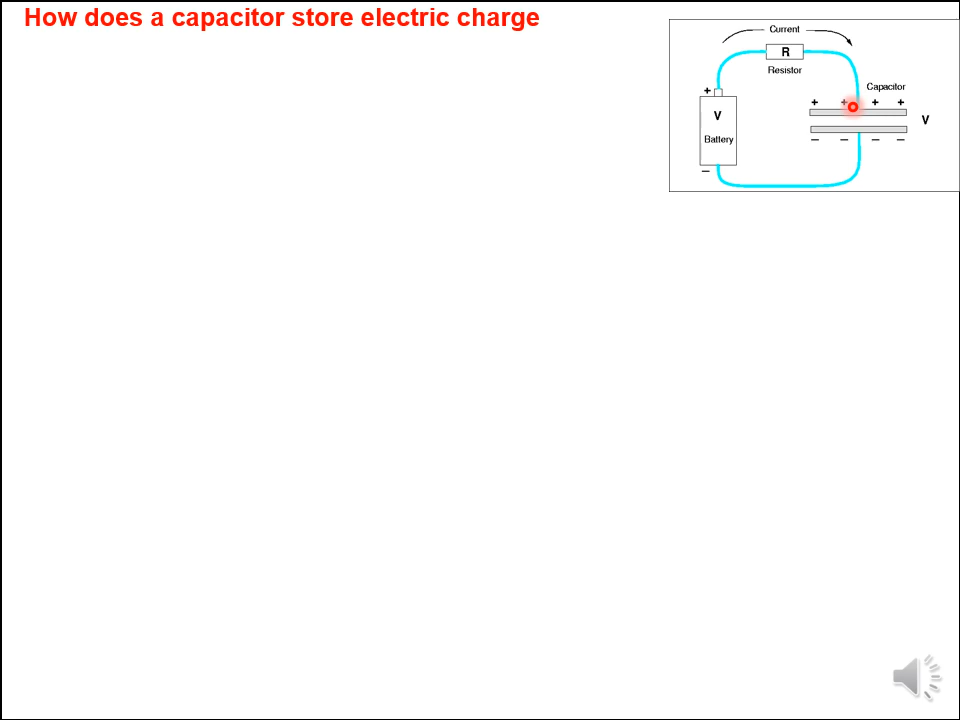 How does a capacitor store electric charge
Current
R
Resistor
Capacitor
+ + + + +
V
V
Battery
– – – – –